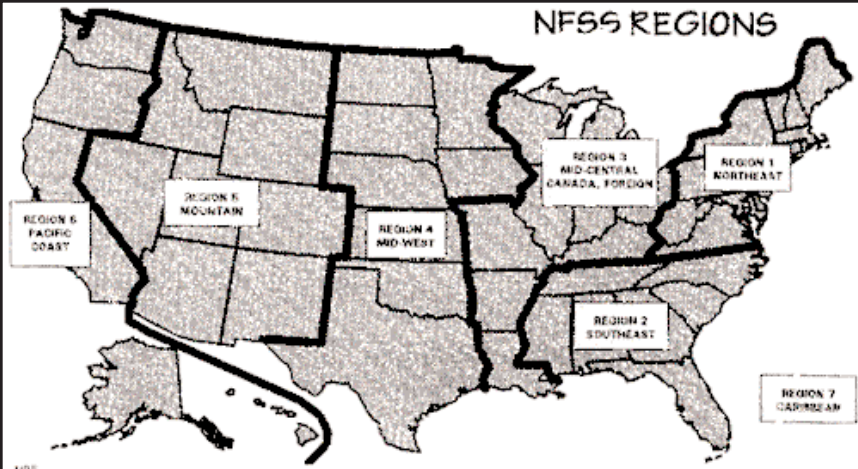 NFSS REGIONS
REGION 3
MID-CENTRAL
CANADA, FOREIGN
REGION 1
NORTHEAST
REGION 5
MOUNTAIN
REGION 6
PACIFIC
COAST
REGION 4
MID-WEST
REGION 2
SOUTHEAST
REGION 7
CARIBBEAN